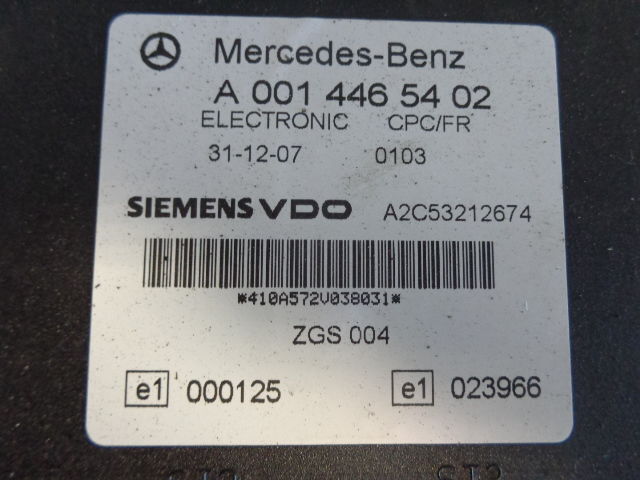 Mercedes-Benz
A 001 446 54 02
ELECTRONIC CPC/FR
31-12-07 0103
SIEMENS VDO A2C53212674
*410A572V038031*
ZGS 004
e1 000125 e1 023966